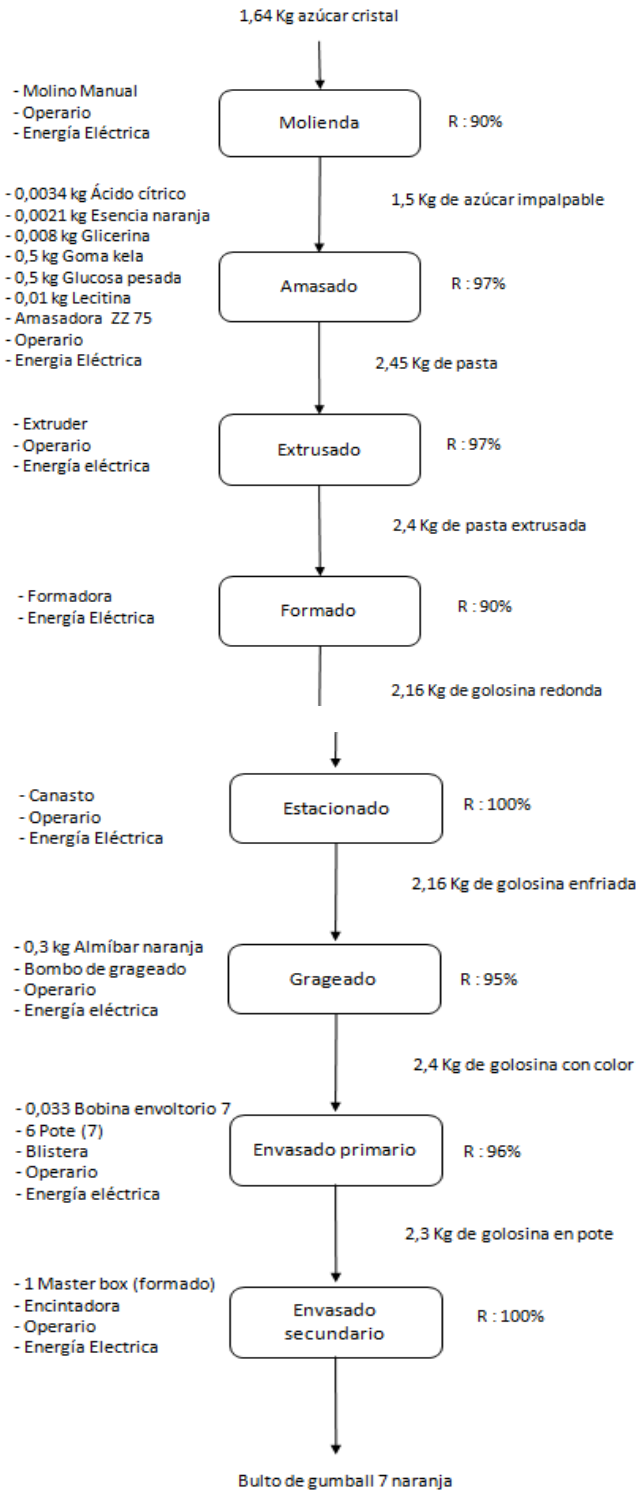 1,64 Kg azúcar cristal
- Molino Manual
- Operario
- Energía Eléctrica
Molienda
R : 90%
1,5 Kg de azúcar impalpable
- 0,0034 kg Ácido cítrico
- 0,0021 kg Esencia naranja
- 0,008 kg Glicerina
- 0,5 kg Goma kela
- 0,5 kg Glucosa pesada
- 0,01 kg Lecitina
- Amasadora ZZ 75
- Operario
- Energia Eléctrica
Amasado
R : 97%
2,45 Kg de pasta
- Extruder
- Operario
- Energía eléctrica
Extrusado
R : 97%
2,4 Kg de pasta extrusada
- Formadora
- Energía Eléctrica
Formado
R : 90%
2,16 Kg de golosina redonda
- Canasto
- Operario
- Energía Eléctrica
Estacionado
R : 100%
2,16 Kg de golosina enfriada
- 0,3 kg Almíbar naranja
- Bombo de grageado
- Operario
- Energía eléctrica
Grageado
R : 95%
2,4 Kg de golosina con color
- 0,033 Bobina envoltorio 7
- 6 Pote (7)
- Blistera
- Operario
- Energía eléctrica
Envasado primario
R : 96%
2,3 Kg de golosina en pote
- 1 Master box (formado)
- Encintadora
- Operario
- Energía Electrica
Envasado
secundario
R : 100%
Bulto de gumball 7 naranja